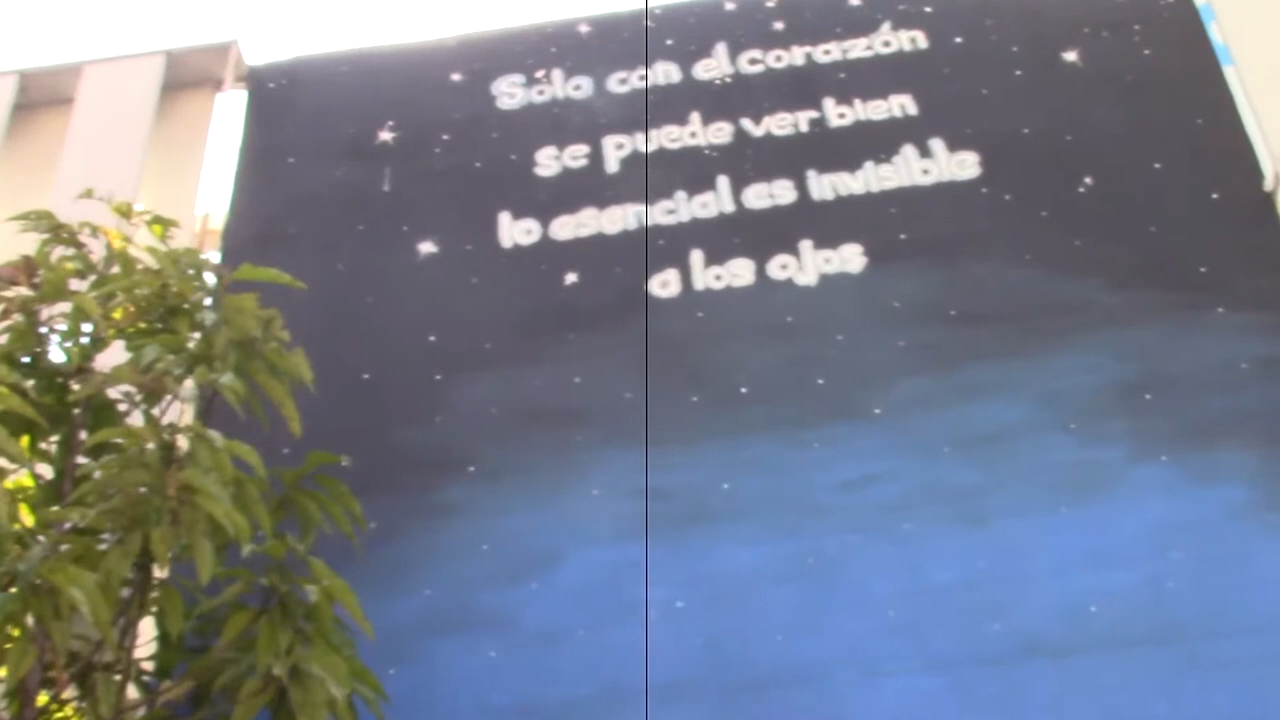 Sólo con el corazón
se puede ver bien
lo esencial es invisible
a los ojos